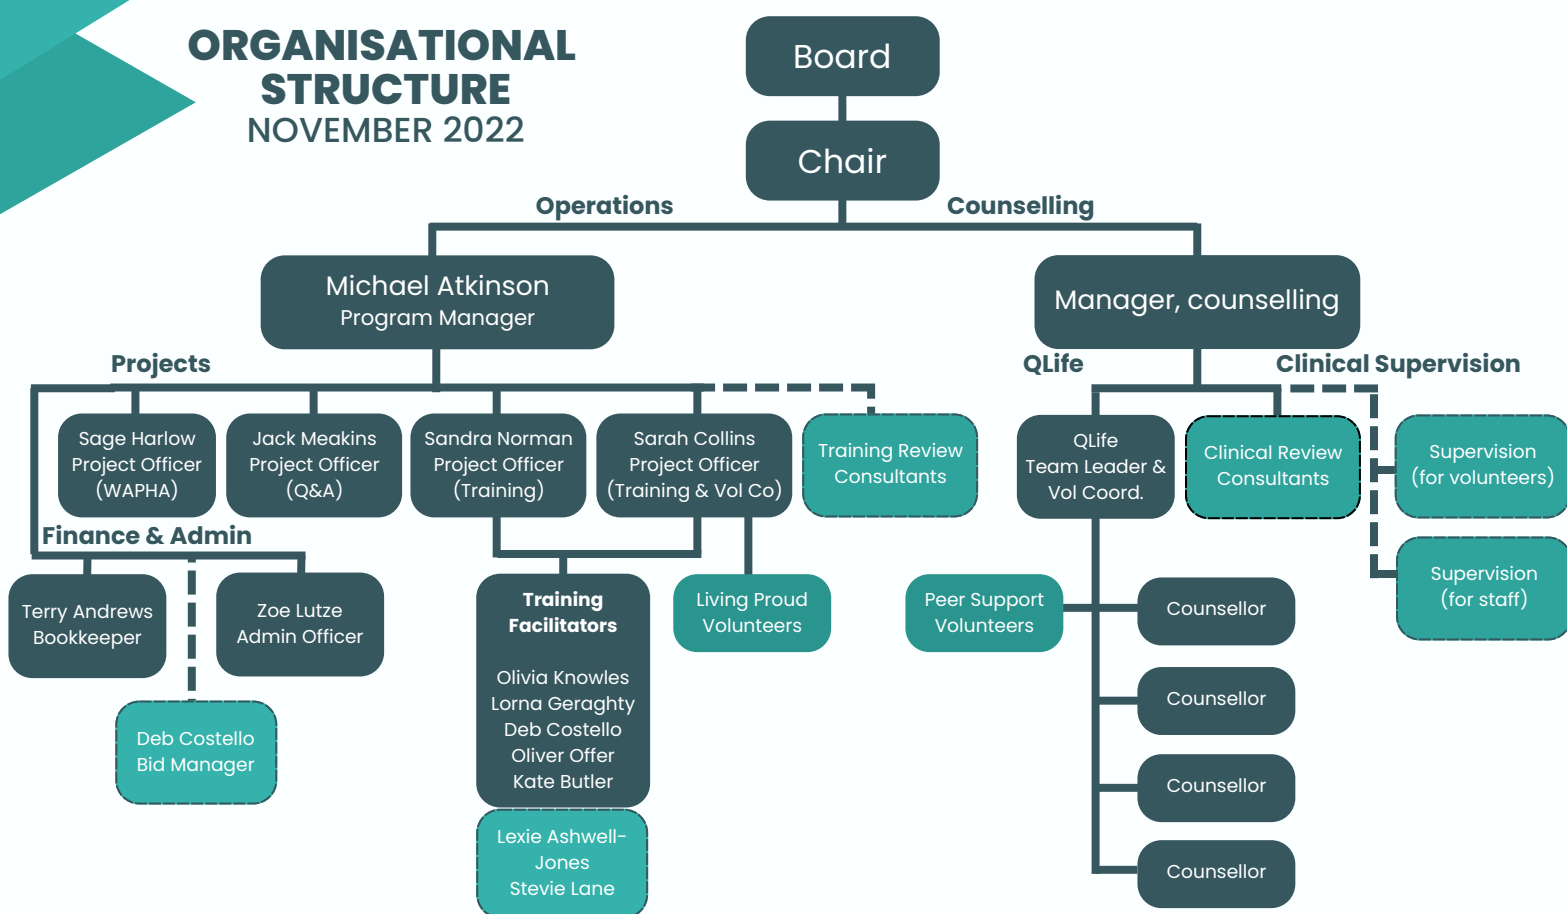 ORGANISATIONAL
STRUCTURE
NOVEMBER 2022
Board
Chair
Operations
Counselling
Michael Atkinson
Program Manager
Manager, counselling
Projects
QLife
Clinical Supervision
Sage Harlow
Project Officer
(WAPHA)
Jack Meakins
Project Officer
(Q&A)
Sandra Norman
Project Officer
(Training)
Sarah Collins
Project Officer
(Training & Vol Co)
Training Review
Consultants
QLife
Team Leader &
Vol Coord.
Clinical Review
Consultants
Supervision
(for volunteers)
Supervision
(for staff)
Finance & Admin
Terry Andrews
Bookkeeper
Zoe Lutze
Admin Officer
Deb Costello
Bid Manager
Training
Facilitators
Olivia Knowles
Lorna Geraghty
Deb Costello
Oliver Offer
Kate Butler
Lexie Ashwell-
Jones
Stevie Lane
Living Proud
Volunteers
Peer Support
Volunteers
Counsellor
Counsellor
Counsellor
Counsellor